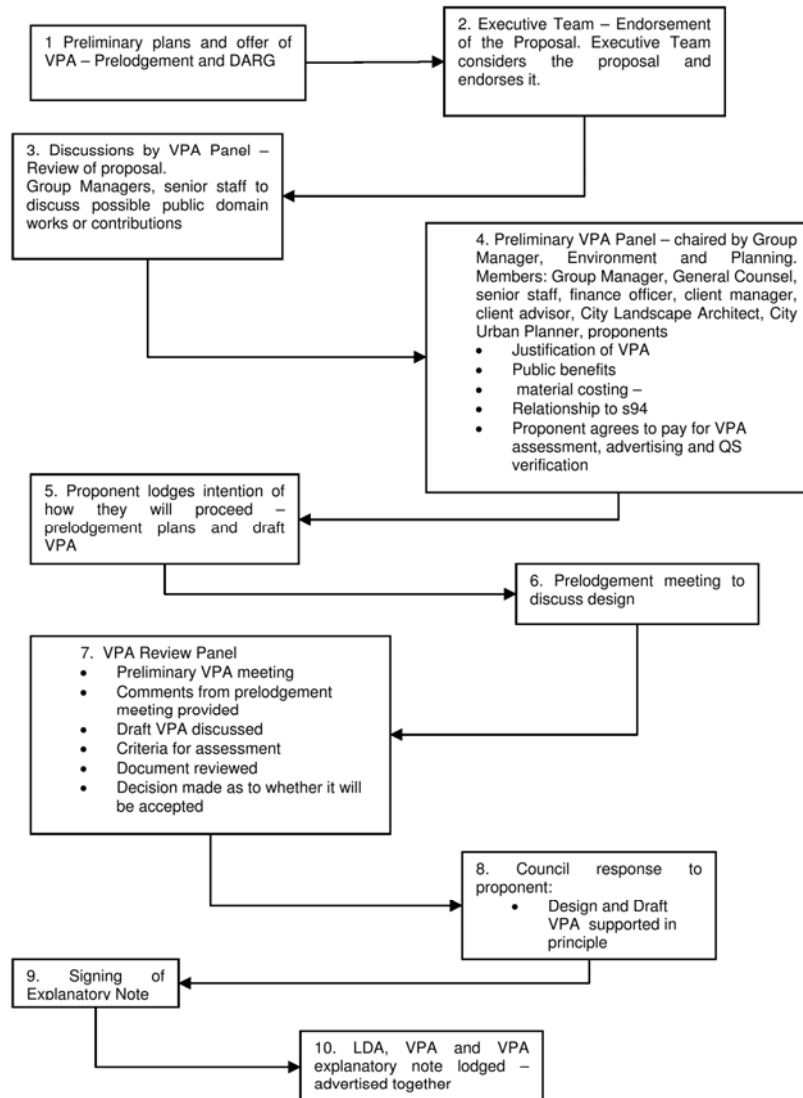 1 Preliminary plans and offer of
VPA – Prelodgement and DARG
2. Executive Team – Endorsement
of the Proposal. Executive Team
considers the proposal and
endorses it.
3. Discussions by VPA Panel –
Review of proposal.
Group Managers, senior staff to
discuss possible public domain
works or contributions
4. Preliminary VPA Panel – chaired by Group
Manager, Environment and Planning.
Members: Group Manager, General Counsel,
senior staff, finance officer, client manager,
client advisor, City Landscape Architect, City
Urban Planner, proponents
• Justification of VPA
• Public benefits
• material costing –
• Relationship to s94
• Proponent agrees to pay for VPA
assessment, advertising and QS
verification
5. Proponent lodges intention of
how they will proceed –
prelodgement plans and draft
VPA
6. Prelodgement meeting to
discuss design
7. VPA Review Panel
• Preliminary VPA meeting
• Comments from prelodgement
meeting provided
• Draft VPA discussed
• Criteria for assessment
• Document reviewed
• Decision made as to whether it will
be accepted
8. Council response to
proponent:
• Design and Draft
VPA supported in
principle
9. Signing of
Explanatory Note
10. LDA, VPA and VPA
explanatory note lodged –
advertised together